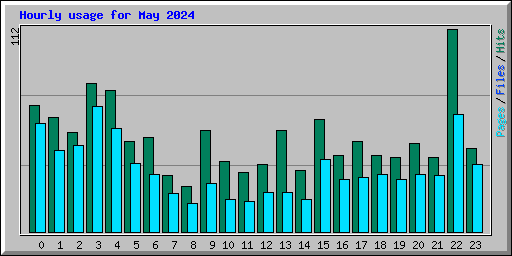 Hourly usage for May 2024
112
Pages / Files / Hits
0 1 2 3 4 5 6 7 8 9 10 11 12 13 14 15 16 17 18 19 20 21 22 23